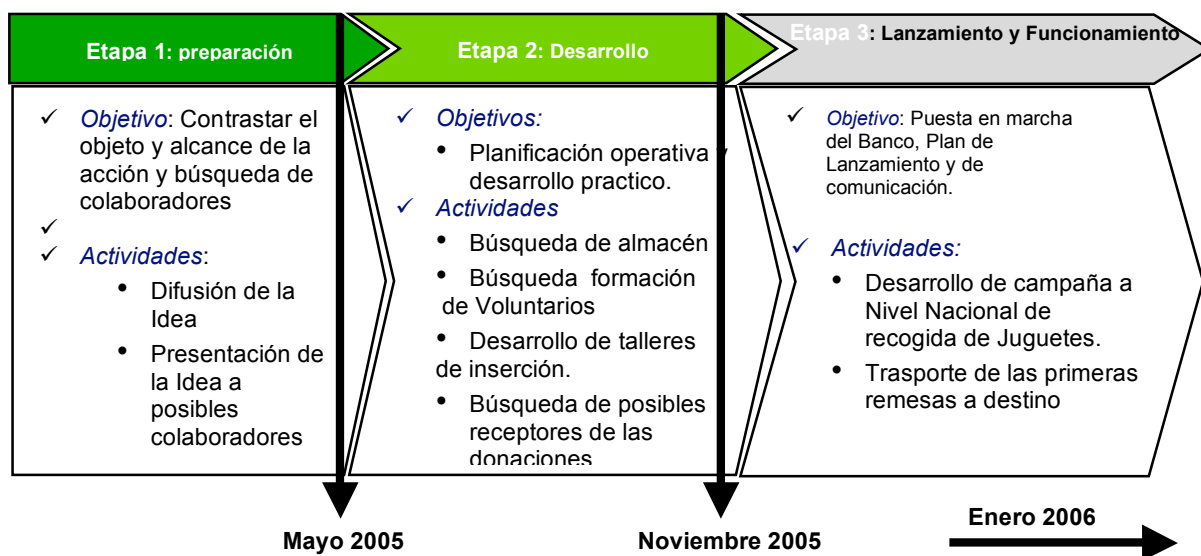 Etapa 1: preparación
✓ Objetivo: Contrastar el
objeto y alcance de la
acción y búsqueda de
colaboradores
✓
✓ Actividades:
• Difusión de la
Idea
• Presentación de
la Idea a
posibles
colaboradores
Etapa 2: Desarrollo
✓ Objetivos:
• Planificación operativa y
desarrollo practico.
✓ Actividades
• Búsqueda de almacén
• Búsqueda formación
de Voluntarios
• Desarrollo de talleres
de inserción.
• Búsqueda de posibles
receptores de las
donaciones
Etapa 3: Lanzamiento y Funcionamiento
✓ Objetivo: Puesta en marcha
del Banco, Plan de
Lanzamiento y de
comunicación.
✓ Actividades:
• Desarrollo de campaña a
Nivel Nacional de
recogida de Juguetes.
• Trasporte de las primeras
remesas a destino
Mayo 2005
Noviembre 2005
Enero 2006